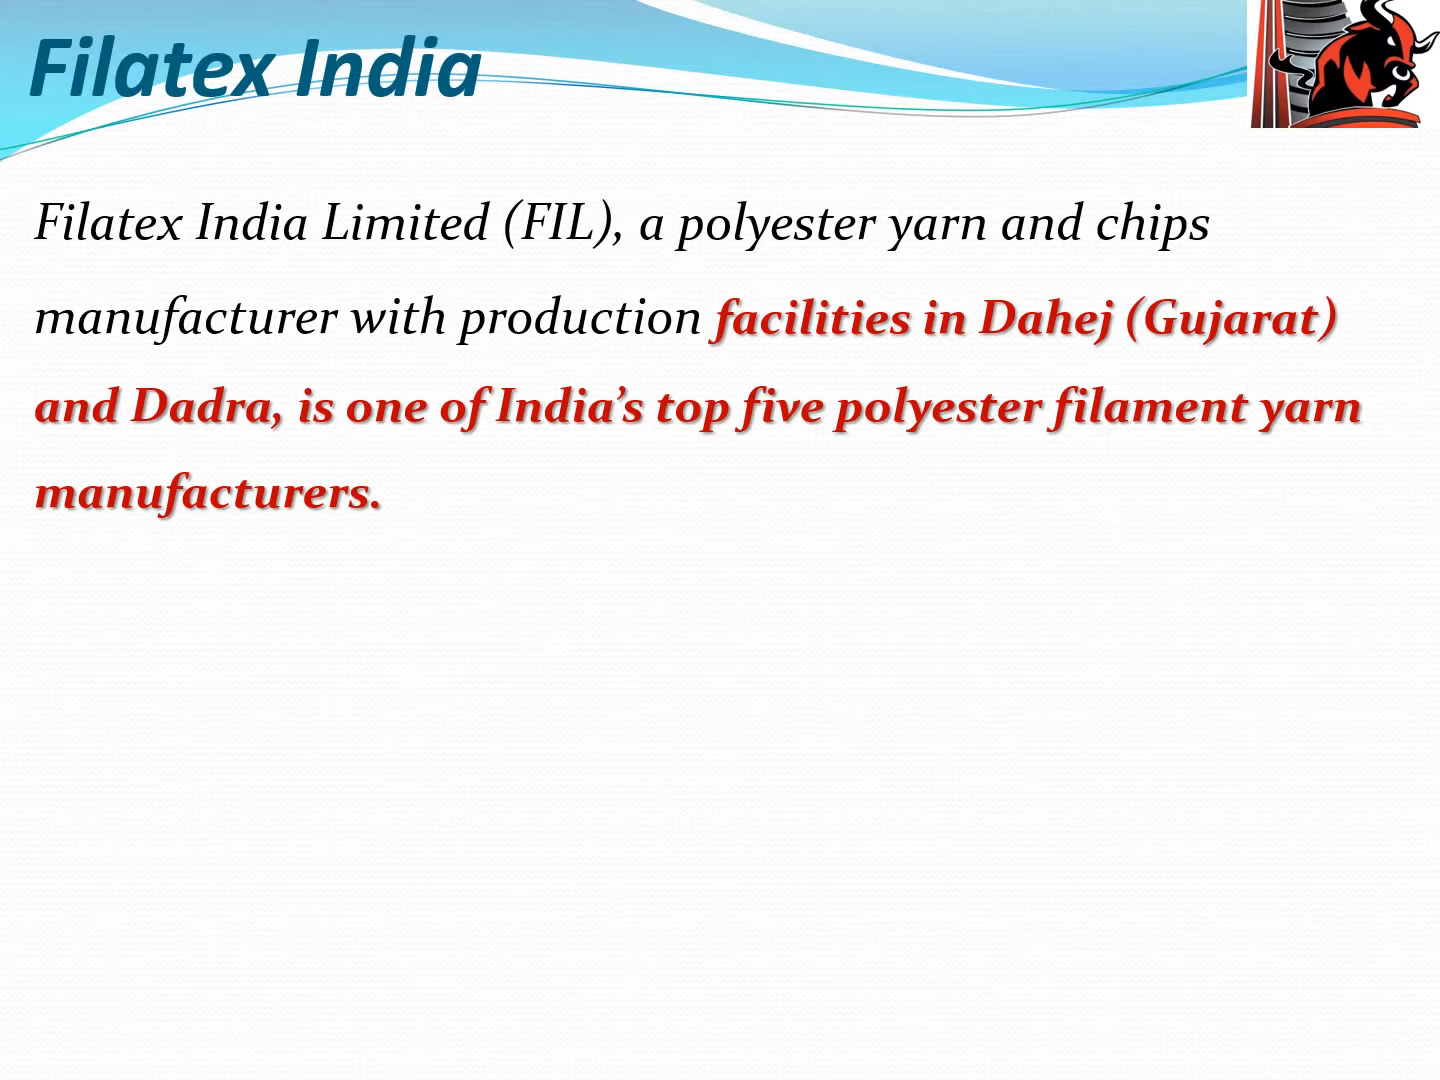 Filatex India
Filatex India Limited (FIL), a polyester yarn and chips
manufacturer with production facilities in Dahej (Gujarat)
and Dadra, is one of India’s top five polyester filament yarn
manufacturers.